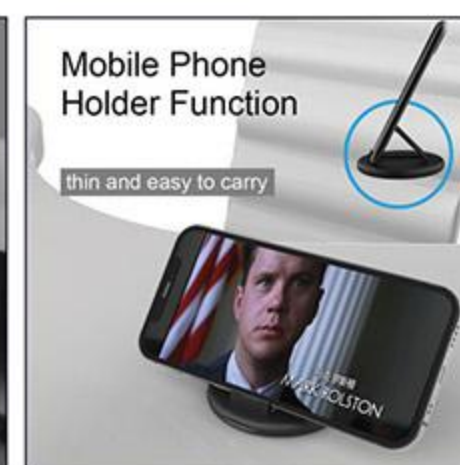 Mobile Phone
Holder Function
thin and easy to carry
MARK ROLSTON